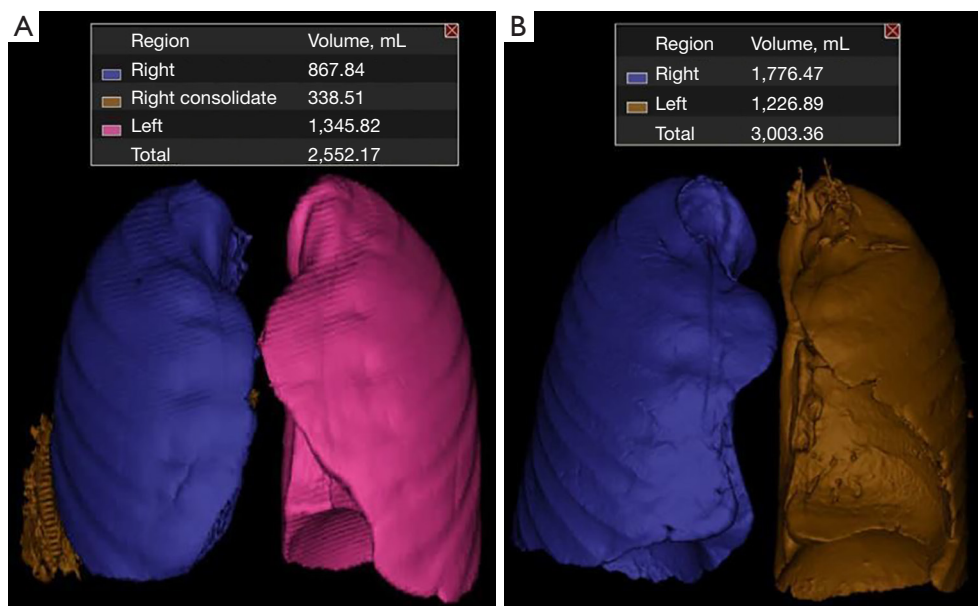 A
Region Volume, mL
Right 867.84
Right consolidate 338.51
Left 1,345.82
Total 2,552.17
B
Region Volume, mL
Right 1,776.47
Left 1,226.89
Total 3,003.36